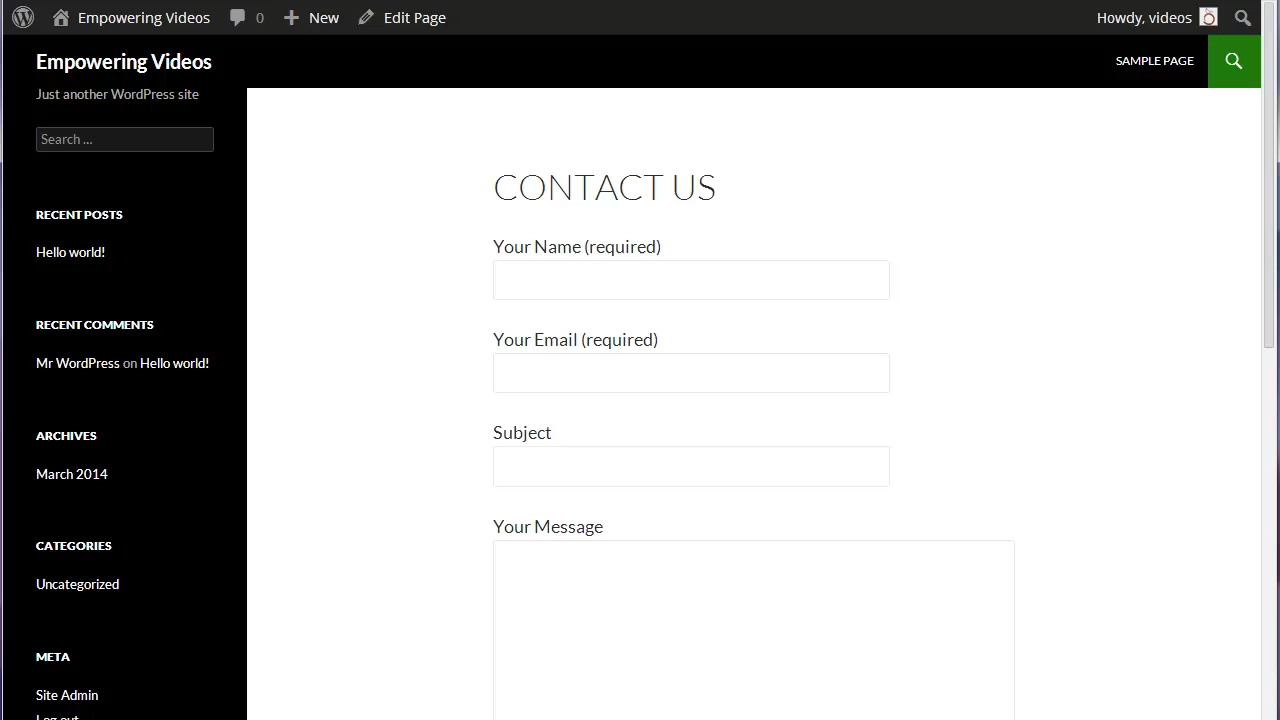 Empowering Videos 0 New Edit Page Howdy, videos
Empowering Videos
SAMPLE PAGE
Just another WordPress site
Search ...
RECENT POSTS
Hello world!
RECENT COMMENTS
Mr WordPress on Hello world!
ARCHIVES
March 2014
CATEGORIES
Uncategorized
META
Site Admin
Log out
CONTACT US
Your Name (required)
Your Email (required)
Subject
Your Message